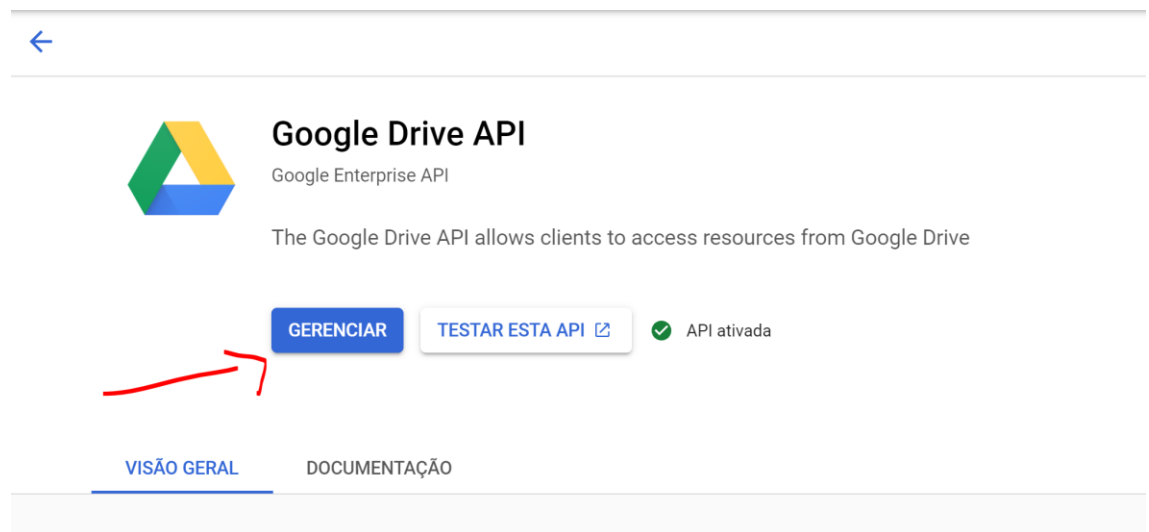 Google Drive API
Google Enterprise API
The Google Drive API allows clients to access resources from Google Drive
GERENCIAR
TESTAR ESTA API
API ativada
VISÃO GERAL
DOCUMENTAÇÃO